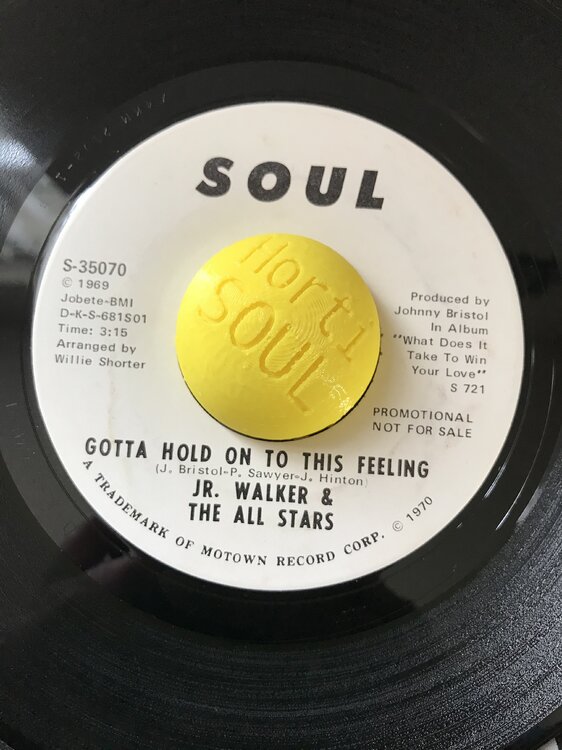 SOUL
S-35070
© 1969
Jobete-BMI
D-K-S-681S01
Time: 3:15
Arranged by
Willie Shorter
Horti
SOUL
Produced by
Johnny Bristol
In Album
"What Does It
Take To Win
Your Love"
S 721
PROMOTIONAL
NOT FOR SALE
GOTTA HOLD ON TO THIS FEELING
(J. Bristol-P. Sawyer-J. Hinton)
JR. WALKER &
THE ALL STARS
A TRADEMARK OF MOTOWN RECORD CORP. © 1970